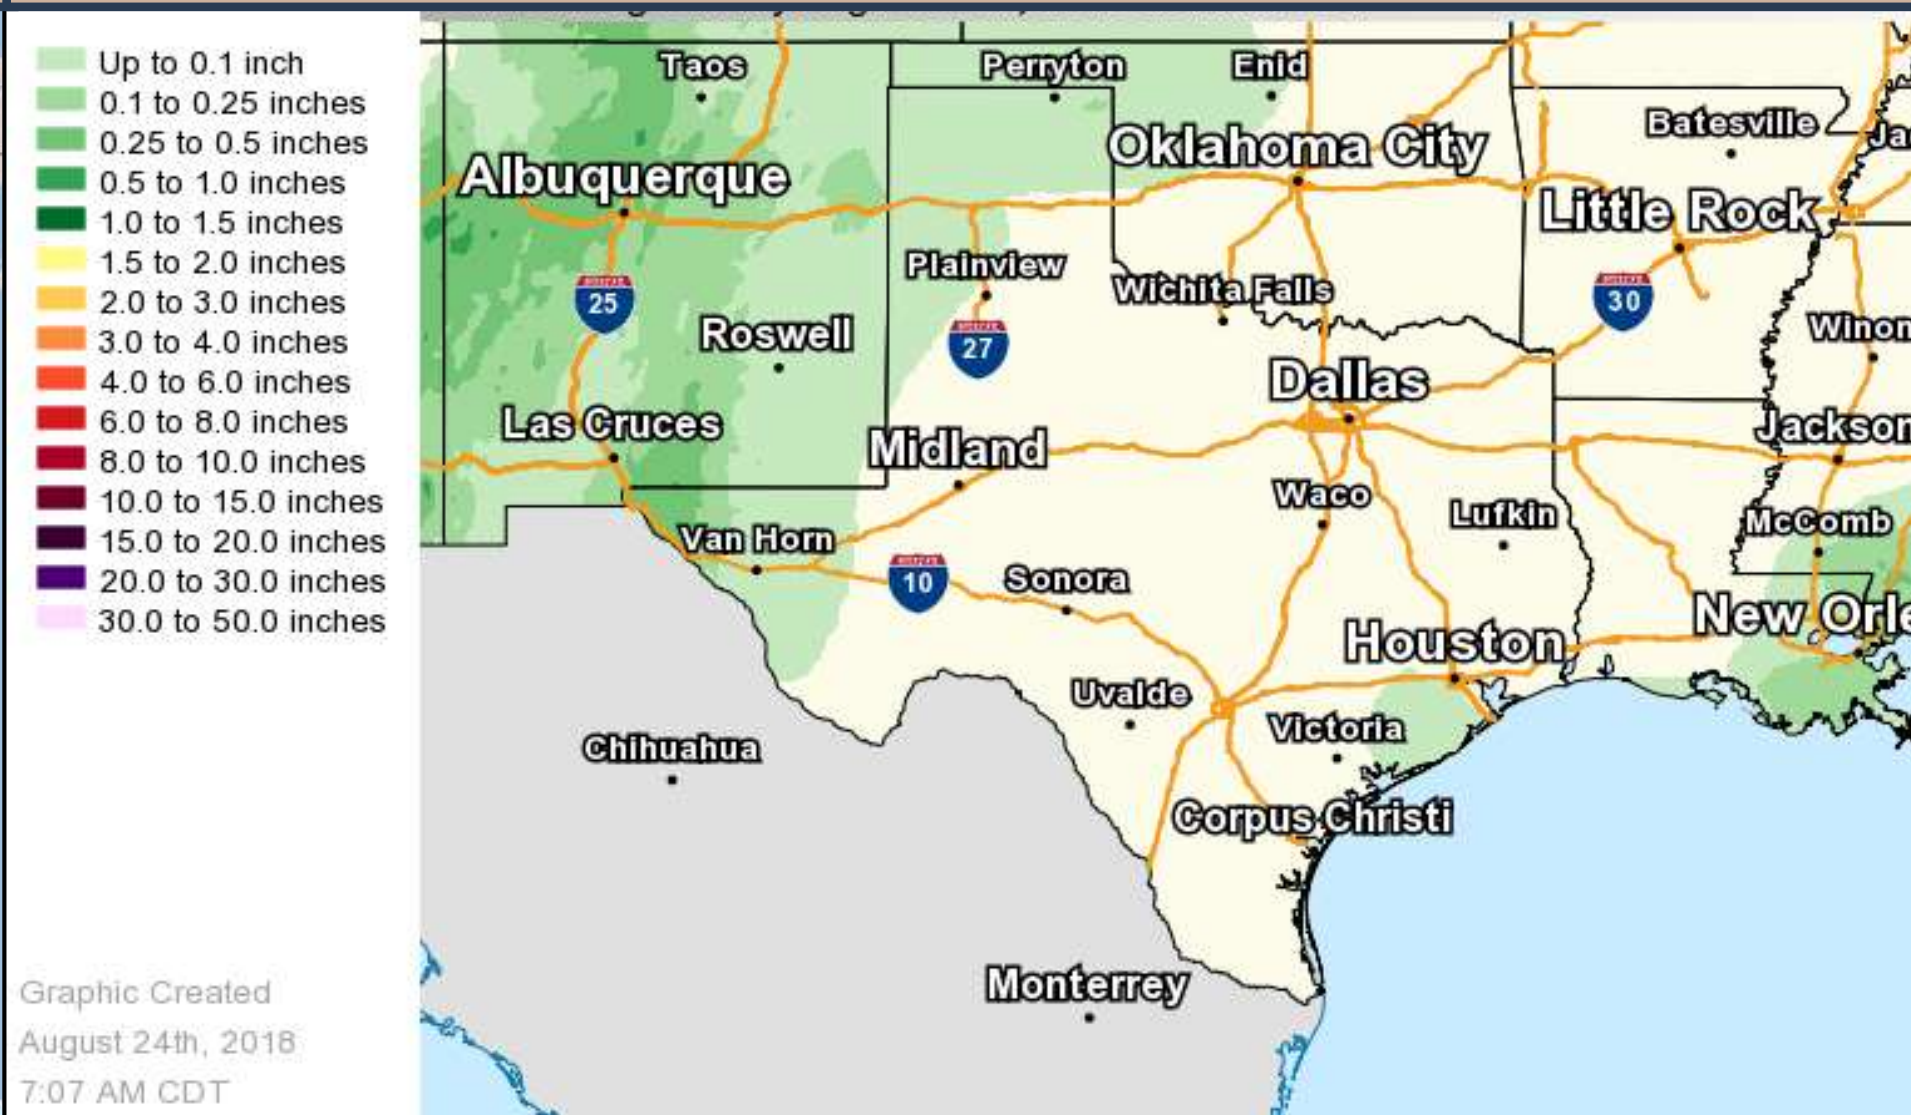 Up to 0.1 inch
0.1 to 0.25 inches
0.25 to 0.5 inches
0.5 to 1.0 inches
1.0 to 1.5 inches
1.5 to 2.0 inches
2.0 to 3.0 inches
3.0 to 4.0 inches
4.0 to 6.0 inches
6.0 to 8.0 inches
8.0 to 10.0 inches
10.0 to 15.0 inches
15.0 to 20.0 inches
20.0 to 30.0 inches
30.0 to 50.0 inches
Graphic Created
August 24th, 2018
7:07 AM CDT
Taos
Perryton
Enid
Batesville
Ja
Oklahoma City
Albuquerque
Little Rock
Plainview
Wichita Falls
25
30
Roswell
Winon
27
Dallas
Las Cruces
Midland
Jackson
Waco
Lufkin
McComb
Van Horn
10
Sonora
New Orle
Houston
Uvalde
Victoria
Chihuahua
Corpus Christi
Monterrey